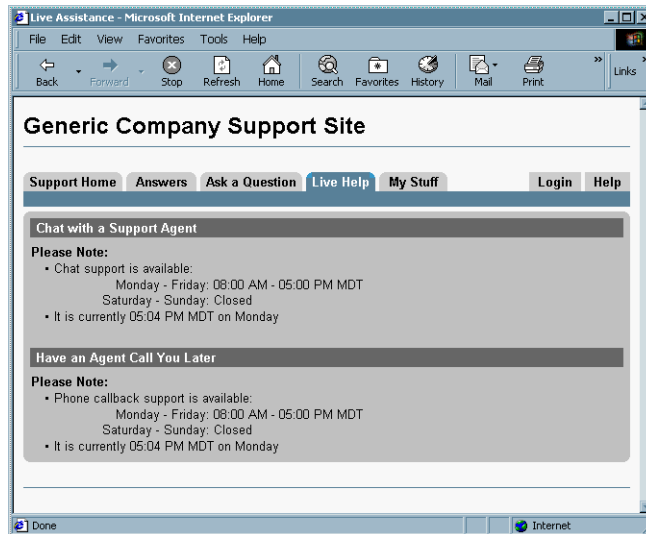 Live Assistance - Microsoft Internet Explorer
File Edit View Favorites Tools Help
Back Forward Stop Refresh Home Search Favorites History Mail Print » Links »
Generic Company Support Site
Support Home Answers Ask a Question Live Help My Stuff Login Help
Chat with a Support Agent
Please Note:
• Chat support is available:
Monday - Friday: 08:00 AM - 05:00 PM MDT
Saturday - Sunday: Closed
• It is currently 05:04 PM MDT on Monday
Have an Agent Call You Later
Please Note:
• Phone callback support is available:
Monday - Friday: 08:00 AM - 05:00 PM MDT
Saturday - Sunday: Closed
• It is currently 05:04 PM MDT on Monday
Done Internet